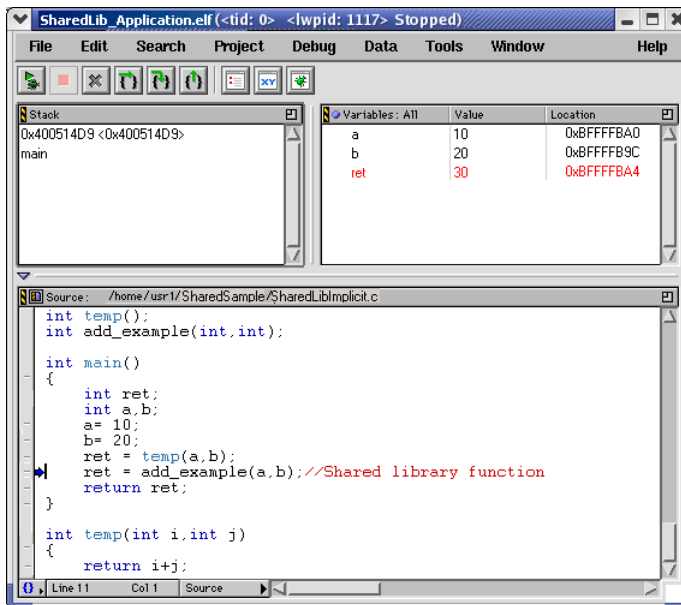 SharedLib_Application.elf (<tid: 0> <lwpid: 1117> Stopped)
File Edit Search Project Debug Data Tools Window Help
Stack
0x400514D9 <0x400514D9>
main
Variables: All Value Location
a 10 0xBFFFFBA0
b 20 0xBFFFFB9C
ret 30 0xBFFFFBA4
Source: /home/usr1/SharedSample/SharedLibImplicit.c
int temp();
int add_example(int,int);
int main()
{
int ret;
int a,b;
a= 10;
b= 20;
ret = temp(a,b);
ret = add_example(a,b);//Shared library function
return ret;
}
int temp(int i,int j)
{
return i+j;
Line 11 Col 1 Source